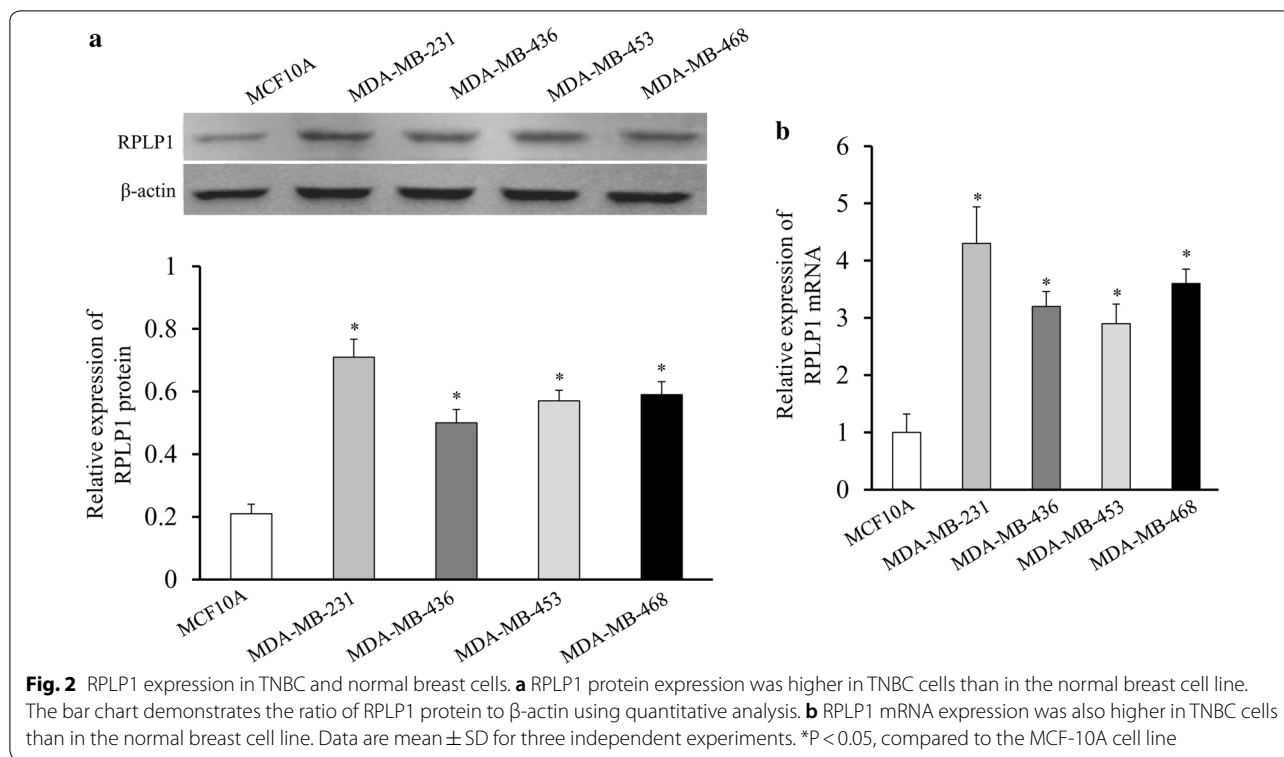 a
MCF10A
MDA-MB-231
MDA-MB-436
MDA-MB-453
MDA-MB-468
RPLP1
β-actin
Relative expression of
RPLP1 protein
1
0.8
0.6
0.4
0.2
0
*
*
*
*
MCF10A
MDA-MB-231
MDA-MB-436
MDA-MB-453
MDA-MB-468
b
Relative expression of
RPLP1 mRNA
6
5
4
3
2
1
0
*
*
*
*
MCF10A
MDA-MB-231
MDA-MB-436
MDA-MB-453
MDA-MB-468
Fig. 2 RPLP1 expression in TNBC and normal breast cells. a RPLP1 protein expression was higher in TNBC cells than in the normal breast cell line.
The bar chart demonstrates the ratio of RPLP1 protein to β-actin using quantitative analysis. b RPLP1 mRNA expression was also higher in TNBC cells
than in the normal breast cell line. Data are mean ± SD for three independent experiments. *P < 0.05, compared to the MCF-10A cell line